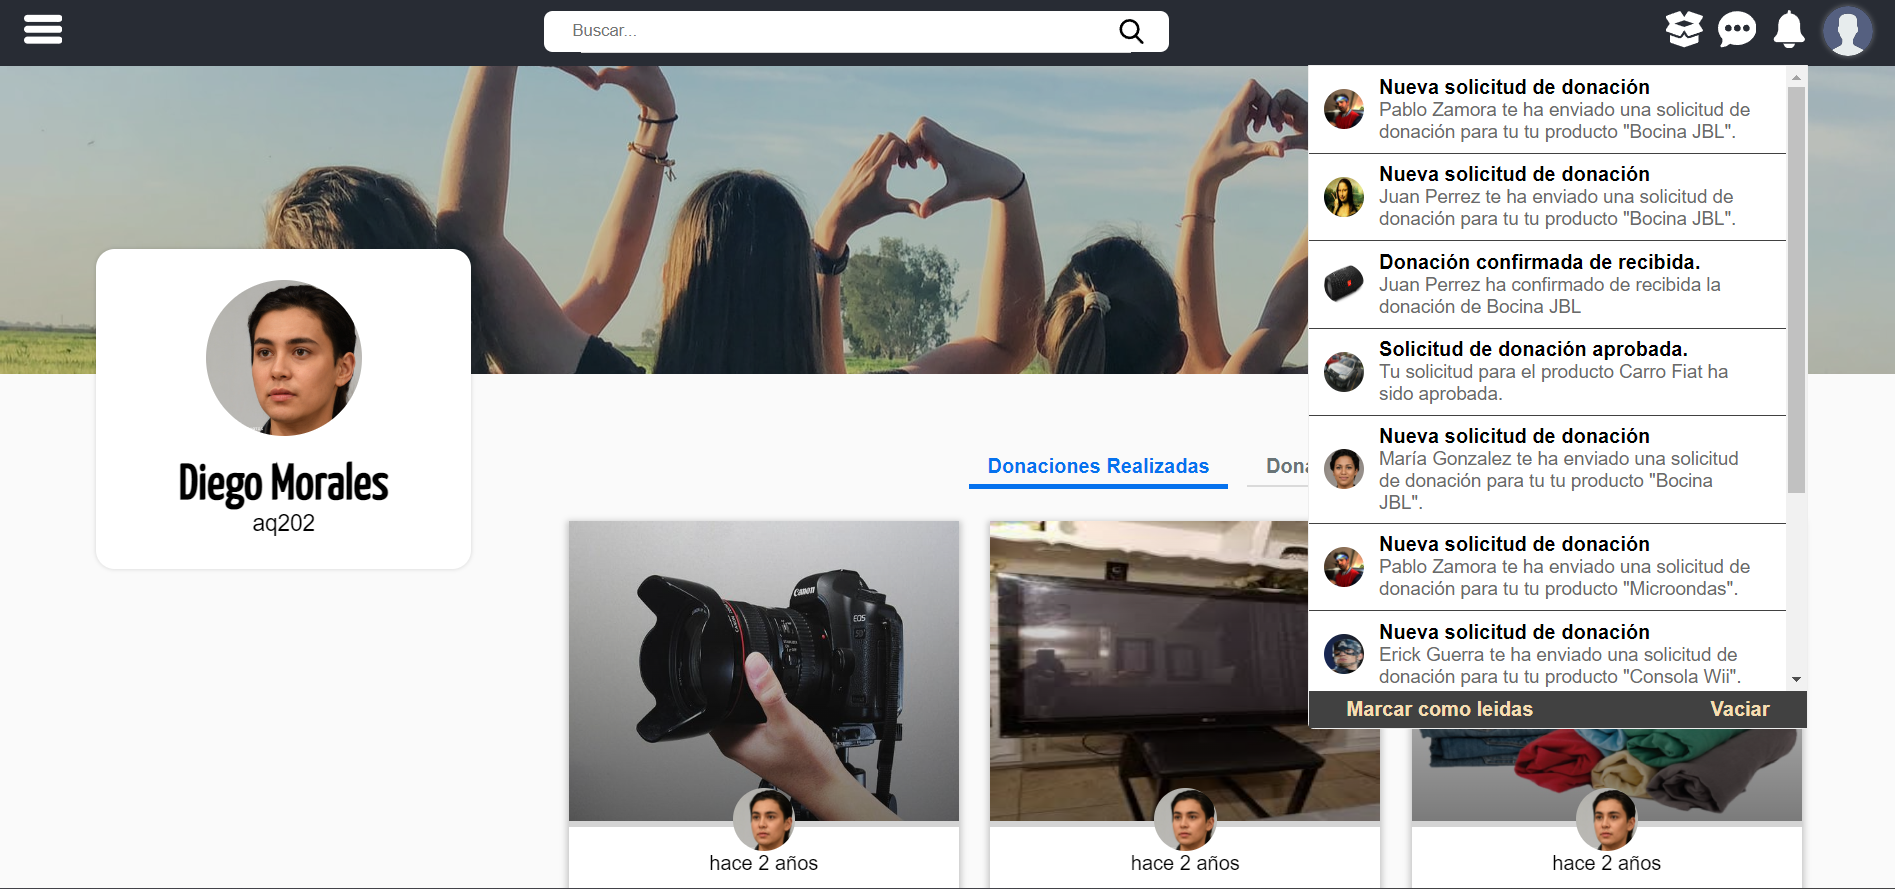 Buscar...
Nueva solicitud de donación
Pablo Zamora te ha enviado una solicitud de
donación para tu tu producto "Bocina JBL".
Nueva solicitud de donación
Juan Perrez te ha enviado una solicitud de
donación para tu tu producto "Bocina JBL".
Donación confirmada de recibida.
Juan Perrez ha confirmado de recibida la
donación de Bocina JBL
Solicitud de donación aprobada.
Tu solicitud para el producto Carro Fiat ha
sido aprobada.
Nueva solicitud de donación
María Gonzalez te ha enviado una solicitud
de donación para tu tu producto "Bocina
JBL".
Nueva solicitud de donación
Pablo Zamora te ha enviado una solicitud de
donación para tu tu producto "Microondas".
Nueva solicitud de donación
Erick Guerra te ha enviado una solicitud de
donación para tu tu producto "Consola Wii".
Marcar como leidas
Vaciar
Diego Morales
aq202
Donaciones Realizadas
Dona
Canon
EOS
5D
hace 2 años
hace 2 años
hace 2 años